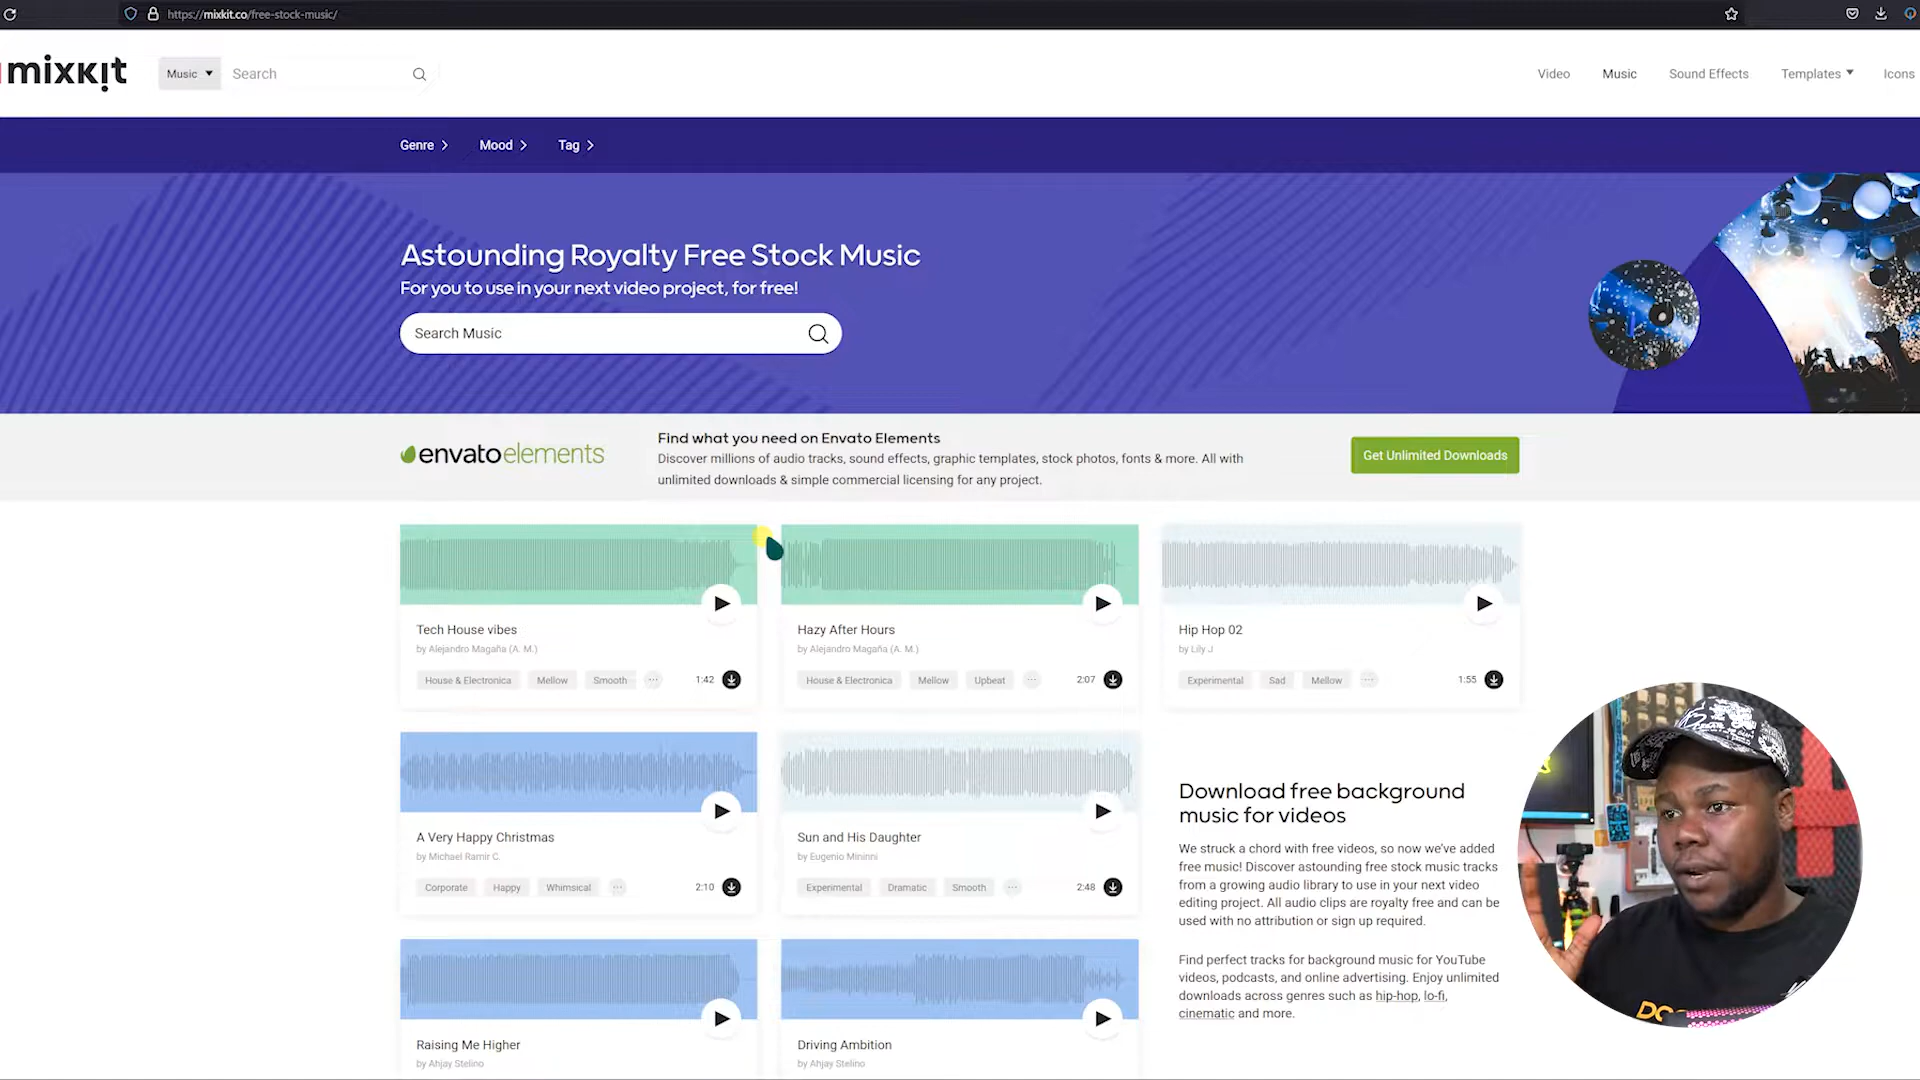 https://mixkit.co/free-stock-music/
mixkit
Music
Search
Video
Music
Sound Effects
Templates
Icons
Genre
Mood
Tag
Astounding Royalty Free Stock Music
For you to use in your next video project, for free!
Search Music
envatoelements
Find what you need on Envato Elements
Discover millions of audio tracks, sound effects, graphic templates, stock photos, fonts & more. All with
unlimited downloads & simple commercial licensing for any project.
Get Unlimited Downloads
Tech House vibes
by Alejandro Magaña (A. M.)
House & Electronica
Mellow
Smooth
...
1:42
Hazy After Hours
by Alejandro Magaña (A. M.)
House & Electronica
Mellow
Upbeat
...
2:07
Hip Hop 02
by Lily J
Experimental
Sad
Mellow
...
1:55
A Very Happy Christmas
by Michael Ramir C.
Corporate
Happy
Whimsical
...
2:10
Sun and His Daughter
by Eugenio Mininni
Experimental
Dramatic
Smooth
...
2:48
Download free background
music for videos
We struck a chord with free videos, so now we've added
free music! Discover astounding free stock music tracks
from a growing audio library to use in your next video
editing project. All audio clips are royalty free and can be
used with no attribution or sign up required.
Find perfect tracks for background music for YouTube
videos, podcasts, and online advertising. Enjoy unlimited
downloads across genres such as hip-hop, lo-fi,
cinematic and more.
Raising Me Higher
by Ahjay Stelino
Driving Ambition
by Ahjay Stelino